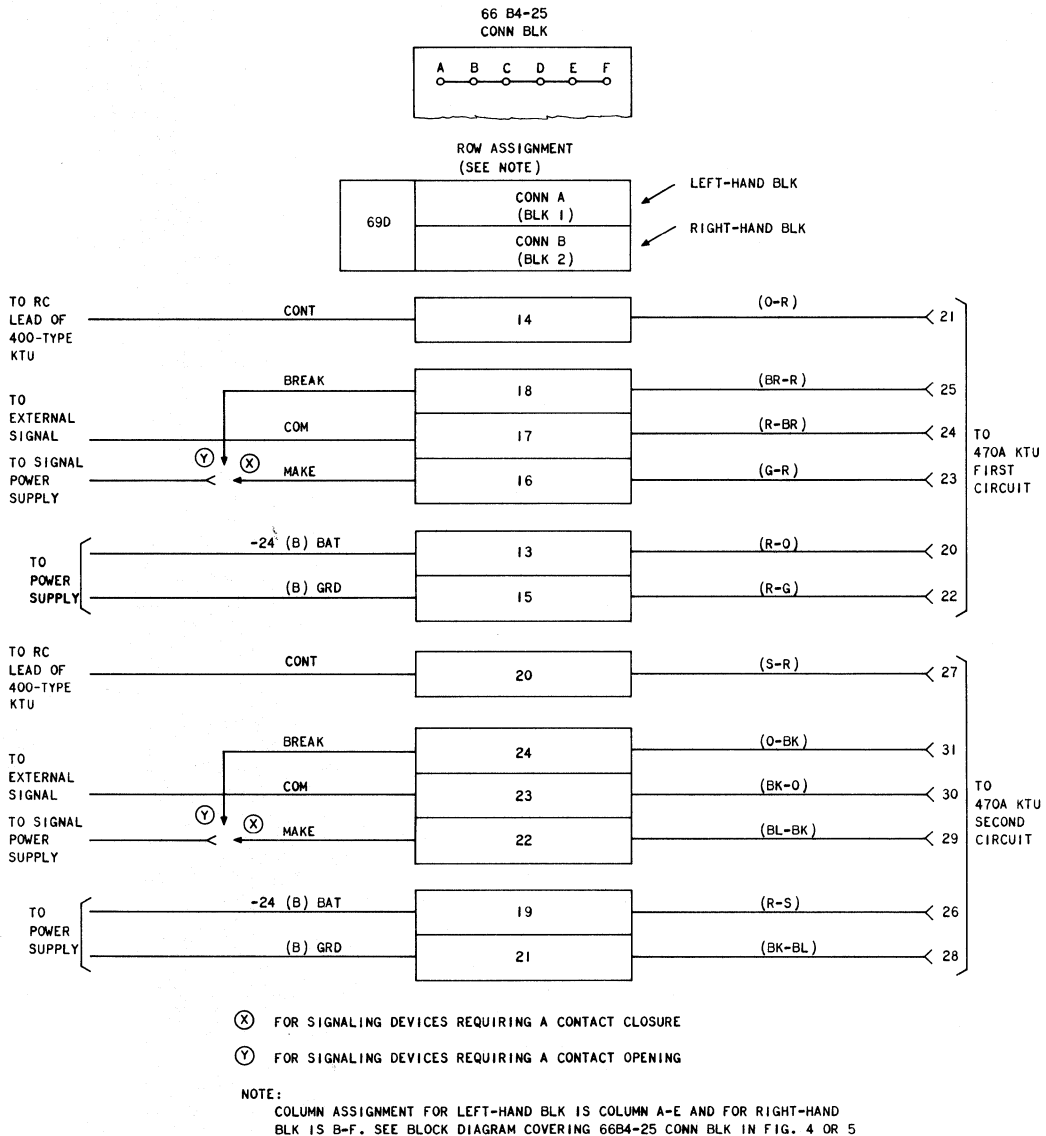 66 B4-25
CONN BLK
A B C D E F
ROW ASSIGNMENT
(SEE NOTE)
69D
CONN A
(BLK 1)
LEFT-HAND BLK
CONN B
(BLK 2)
RIGHT-HAND BLK
TO RC
LEAD OF
400-TYPE
KTU
CONT
14
(O-R)
21
BREAK
18
(BR-R)
25
TO
EXTERNAL
SIGNAL
COM
17
(R-BR)
24
TO SIGNAL
POWER
SUPPLY
Y
X
MAKE
16
(G-R)
23
TO
470A KTU
FIRST
CIRCUIT
TO
POWER
SUPPLY
-24 (B) BAT
13
(R-O)
20
(B) GRD
15
(R-G)
22
TO RC
LEAD OF
400-TYPE
KTU
CONT
20
(S-R)
27
BREAK
24
(O-BK)
31
TO
EXTERNAL
SIGNAL
COM
23
(BK-O)
30
TO SIGNAL
POWER
SUPPLY
Y
X
MAKE
22
(BL-BK)
29
TO
470A KTU
SECOND
CIRCUIT
TO
POWER
SUPPLY
-24 (B) BAT
19
(R-S)
26
(B) GRD
21
(BK-BL)
28
X FOR SIGNALING DEVICES REQUIRING A CONTACT CLOSURE
Y FOR SIGNALING DEVICES REQUIRING A CONTACT OPENING
NOTE:
COLUMN ASSIGNMENT FOR LEFT-HAND BLK IS COLUMN A-E AND FOR RIGHT-HAND
BLK IS B-F. SEE BLOCK DIAGRAM COVERING 66B4-25 CONN BLK IN FIG. 4 OR 5